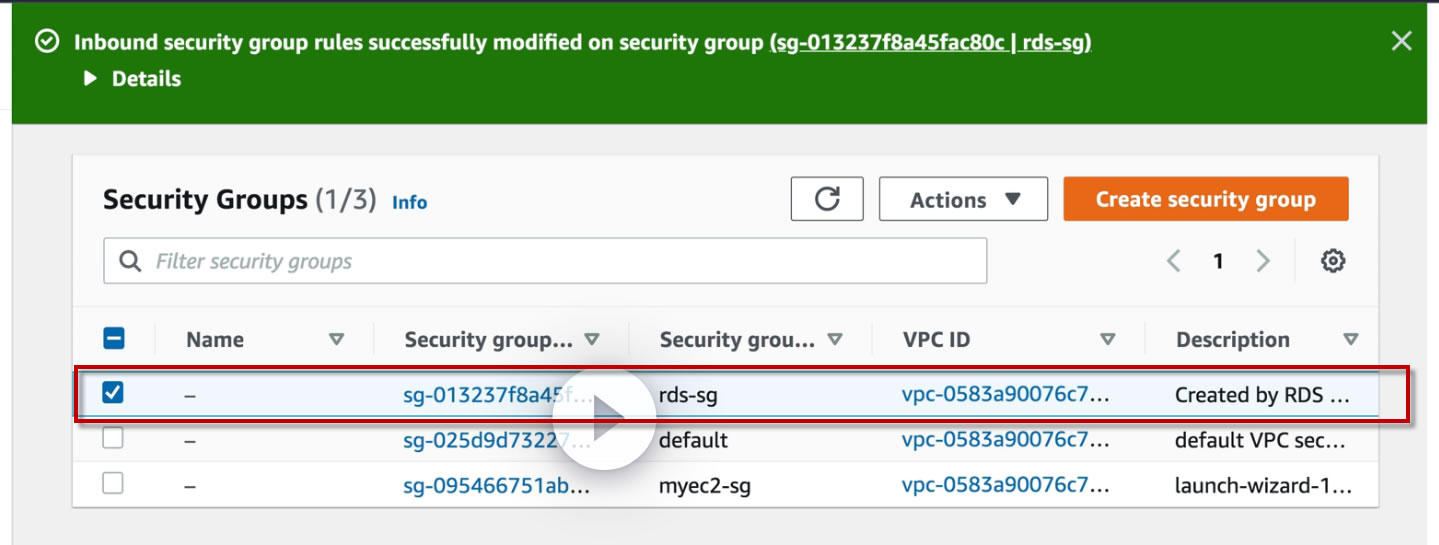 Inbound security group rules successfully modified on security group (sg-013237f8a45fac80c | rds-sg)
Details
Security Groups (1/3) Info
Actions
Create security group
Filter security groups
1
Name Security group... Security grou... VPC ID Description
– sg-013237f8a45f... rds-sg vpc-0583a90076c7... Created by RDS ...
– sg-025d9d73227... default vpc-0583a90076c7... default VPC sec...
– sg-095466751ab... myec2-sg vpc-0583a90076c7... launch-wizard-1...